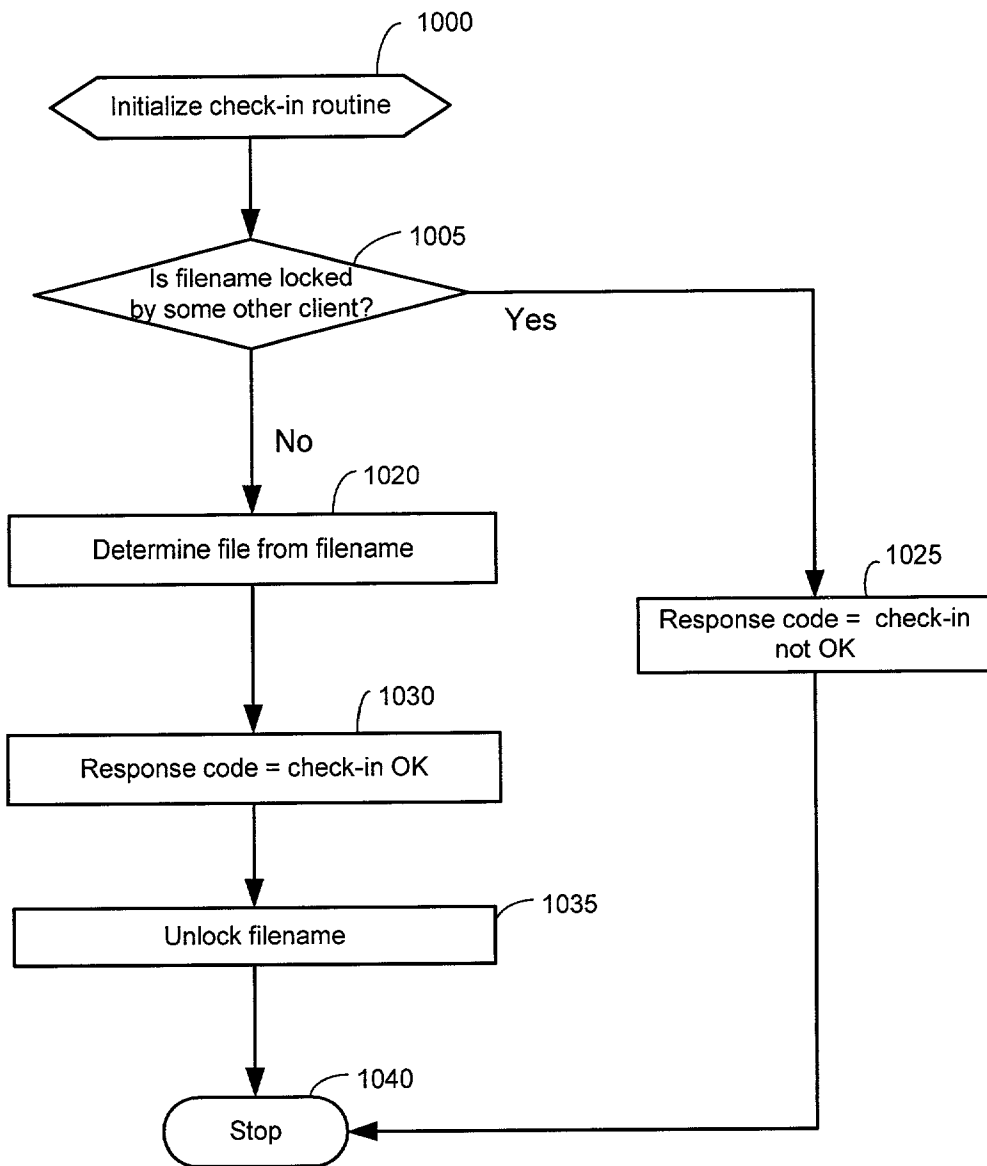 1000
Initialize check-in routine
1005
Is filename locked
by some other client?
Yes
No
1020
Determine file from filename
1025
Response code = check-in
not OK
1030
Response code = check-in OK
1035
Unlock filename
1040
Stop